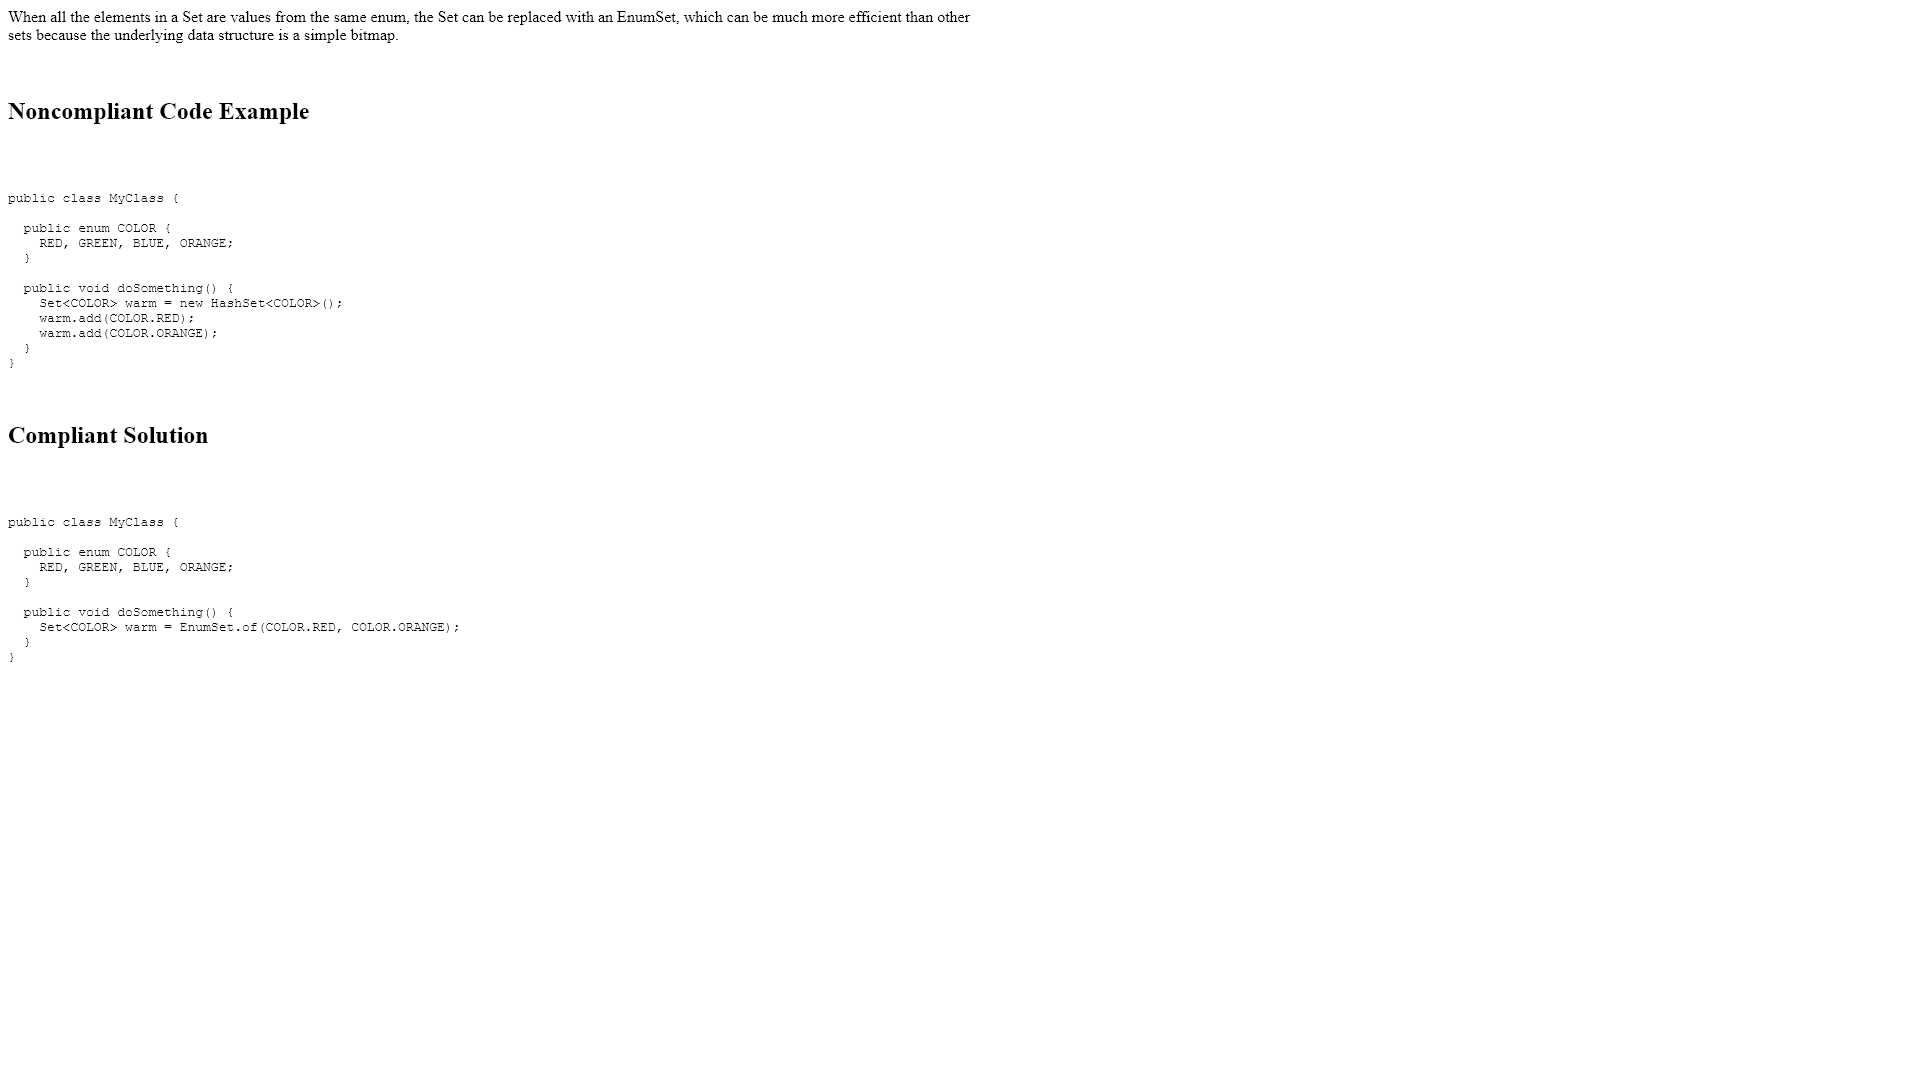 When all the elements in a Set are values from the same enum, the Set can be replaced with an EnumSet, which can be much more efficient than other
sets because the underlying data structure is a simple bitmap.
Noncompliant Code Example
public class MyClass {
  public enum COLOR {
    RED, GREEN, BLUE, ORANGE;
  }
  public void doSomething() {
    Set<COLOR> warm = new HashSet<COLOR>();
    warm.add(COLOR.RED);
    warm.add(COLOR.ORANGE);
  }
}
Compliant Solution
public class MyClass {
  public enum COLOR {
    RED, GREEN, BLUE, ORANGE;
  }
  public void doSomething() {
    Set<COLOR> warm = EnumSet.of(COLOR.RED, COLOR.ORANGE);
  }
}